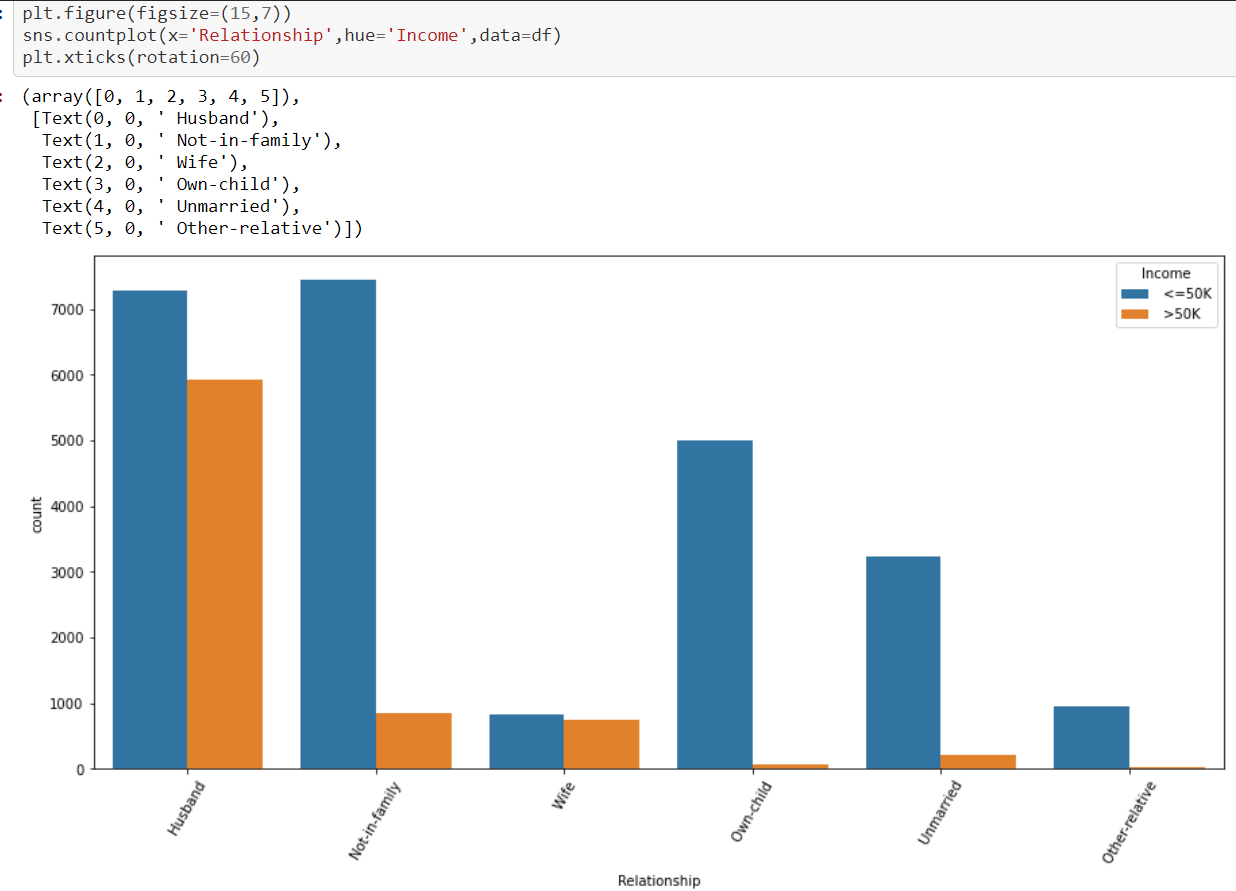 plt.figure(figsize=(15,7))
sns.countplot(x='Relationship',hue='Income',data=df)
plt.xticks(rotation=60)
(array([0, 1, 2, 3, 4, 5]),
[Text(0, 0, ' Husband'),
Text(1, 0, ' Not-in-family'),
Text(2, 0, ' Wife'),
Text(3, 0, ' Own-child'),
Text(4, 0, ' Unmarried'),
Text(5, 0, ' Other-relative')])
Income
<=50K
>50K
7000
6000
5000
4000
3000
2000
1000
0
count
Husband
Not-in-family
Wife
Own-child
Unmarried
Other-relative
Relationship